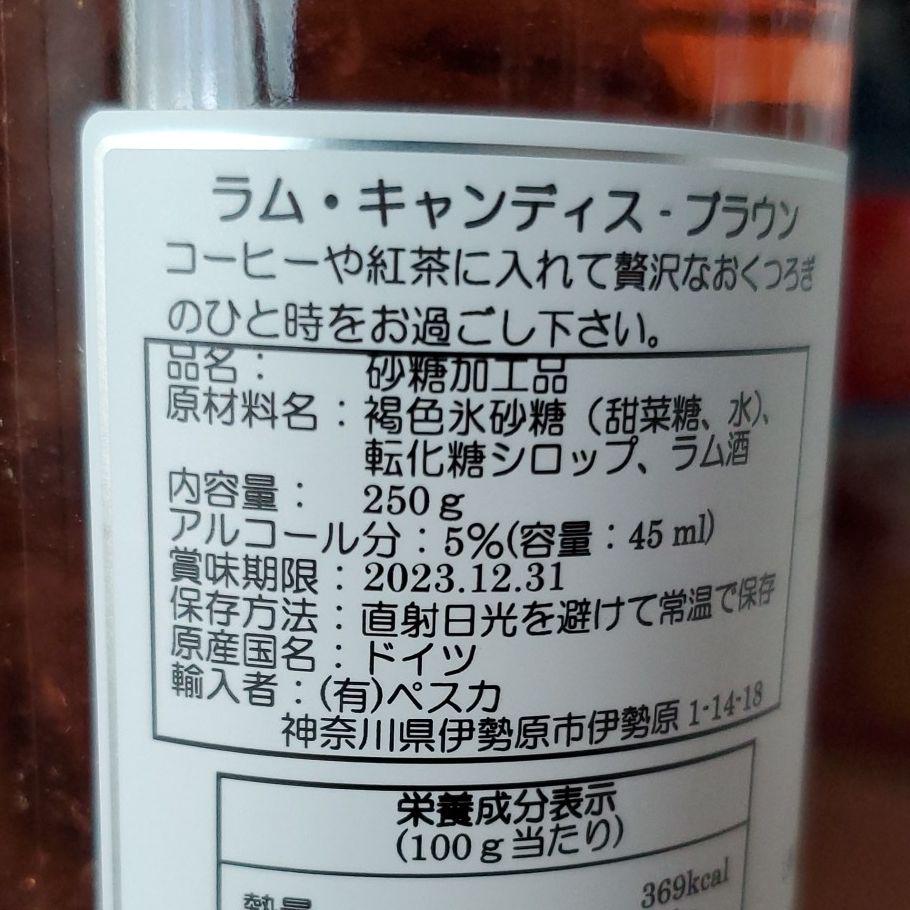 ラム・キャンディス - ブラウン
コーヒーや紅茶に入れて贅沢なおくつろぎ
のひと時をお過ごし下さい。
品名： 砂糖加工品
原材料名：褐色氷砂糖（甜菜糖、水）、
転化糖シロップ、ラム酒
内容量： 250ｇ
アルコール分：5%(容量：45 ml)
賞味期限：2023.12.31
保存方法：直射日光を避けて常温で保存
原産国名：ドイツ
輸入者：(有)ペスカ
神奈川県伊勢原市伊勢原 1-14-18
栄養成分表示
(100ｇ当たり)
熱量 369kcal